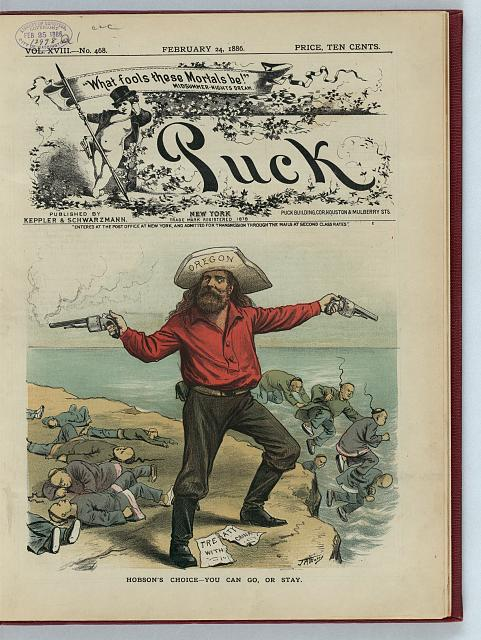 FEB 25 1886
VOL. XVIII.—No. 468.
FEBRUARY 24, 1886.
PRICE, TEN CENTS.
"What fools these Mortals be!"
MIDSUMMER-NIGHTS DREAM.
Puck
PUBLISHED BY
KEPPLER & SCHWARZMANN.
NEW YORK
TRADE MARK REGISTERED 1878
PUCK BUILDING, COR. HOUSTON & MULBERRY STS.
"ENTERED AT THE POST OFFICE AT NEW YORK, AND ADMITTED FOR TRANSMISSION THROUGH THE MAILS AT SECOND CLASS RATES."
OREGON
TREATY
WITH CHINA
HOBSON'S CHOICE—YOU CAN GO, OR STAY.